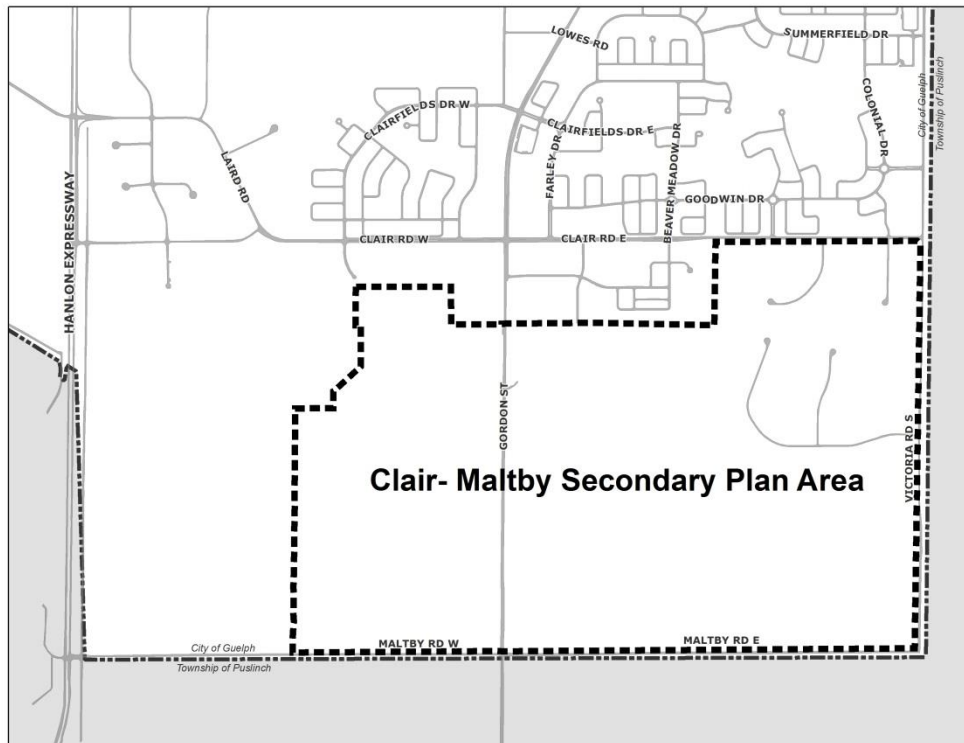 LOWES RD
SUMMERFIELD DR
CLAIRFIELDS DR W
CLAIRFIELDS DR E
COLONIAL DR
City of Guelph
Township of Puslinch
LAIRD RD
FARLEY DR
BEAVER MEADOW DR
GOODWIN DR
HANLON EXPRESSWAY
CLAIR RD W
CLAIR RD E
GORDON ST
VICTORIA RD S
Clair- Maltby Secondary Plan Area
MALTBY RD W
MALTBY RD E
City of Guelph
Township of Puslinch